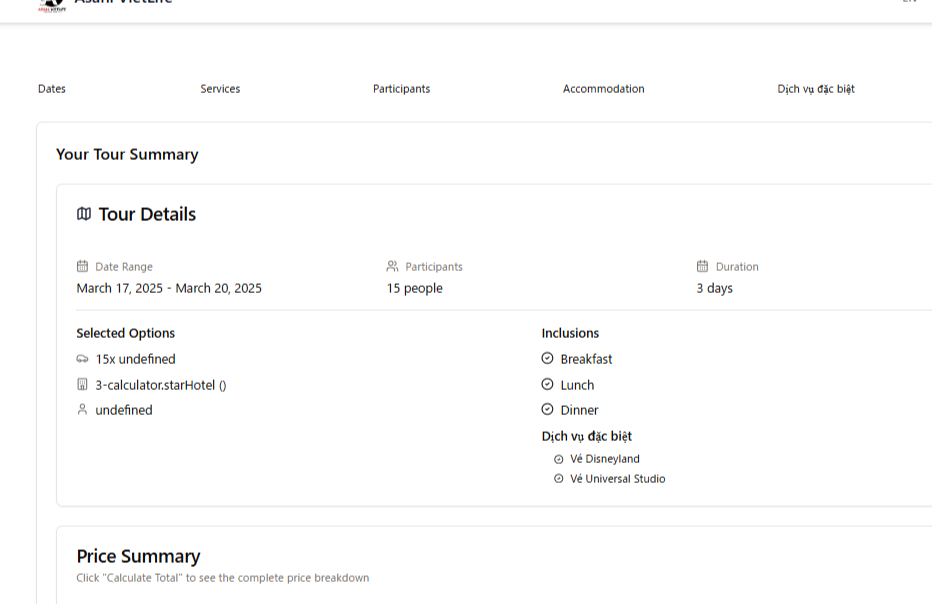 Asahi VietLife
EN
Dates
Services
Participants
Accommodation
Dịch vụ đặc biệt
Your Tour Summary
Tour Details
Date Range
Participants
Duration
March 17, 2025 - March 20, 2025
15 people
3 days
Selected Options
15x undefined
3-calculator.starHotel ()
undefined
Inclusions
Breakfast
Lunch
Dinner
Dịch vụ đặc biệt
Vé Disneyland
Vé Universal Studio
Price Summary
Click "Calculate Total" to see the complete price breakdown